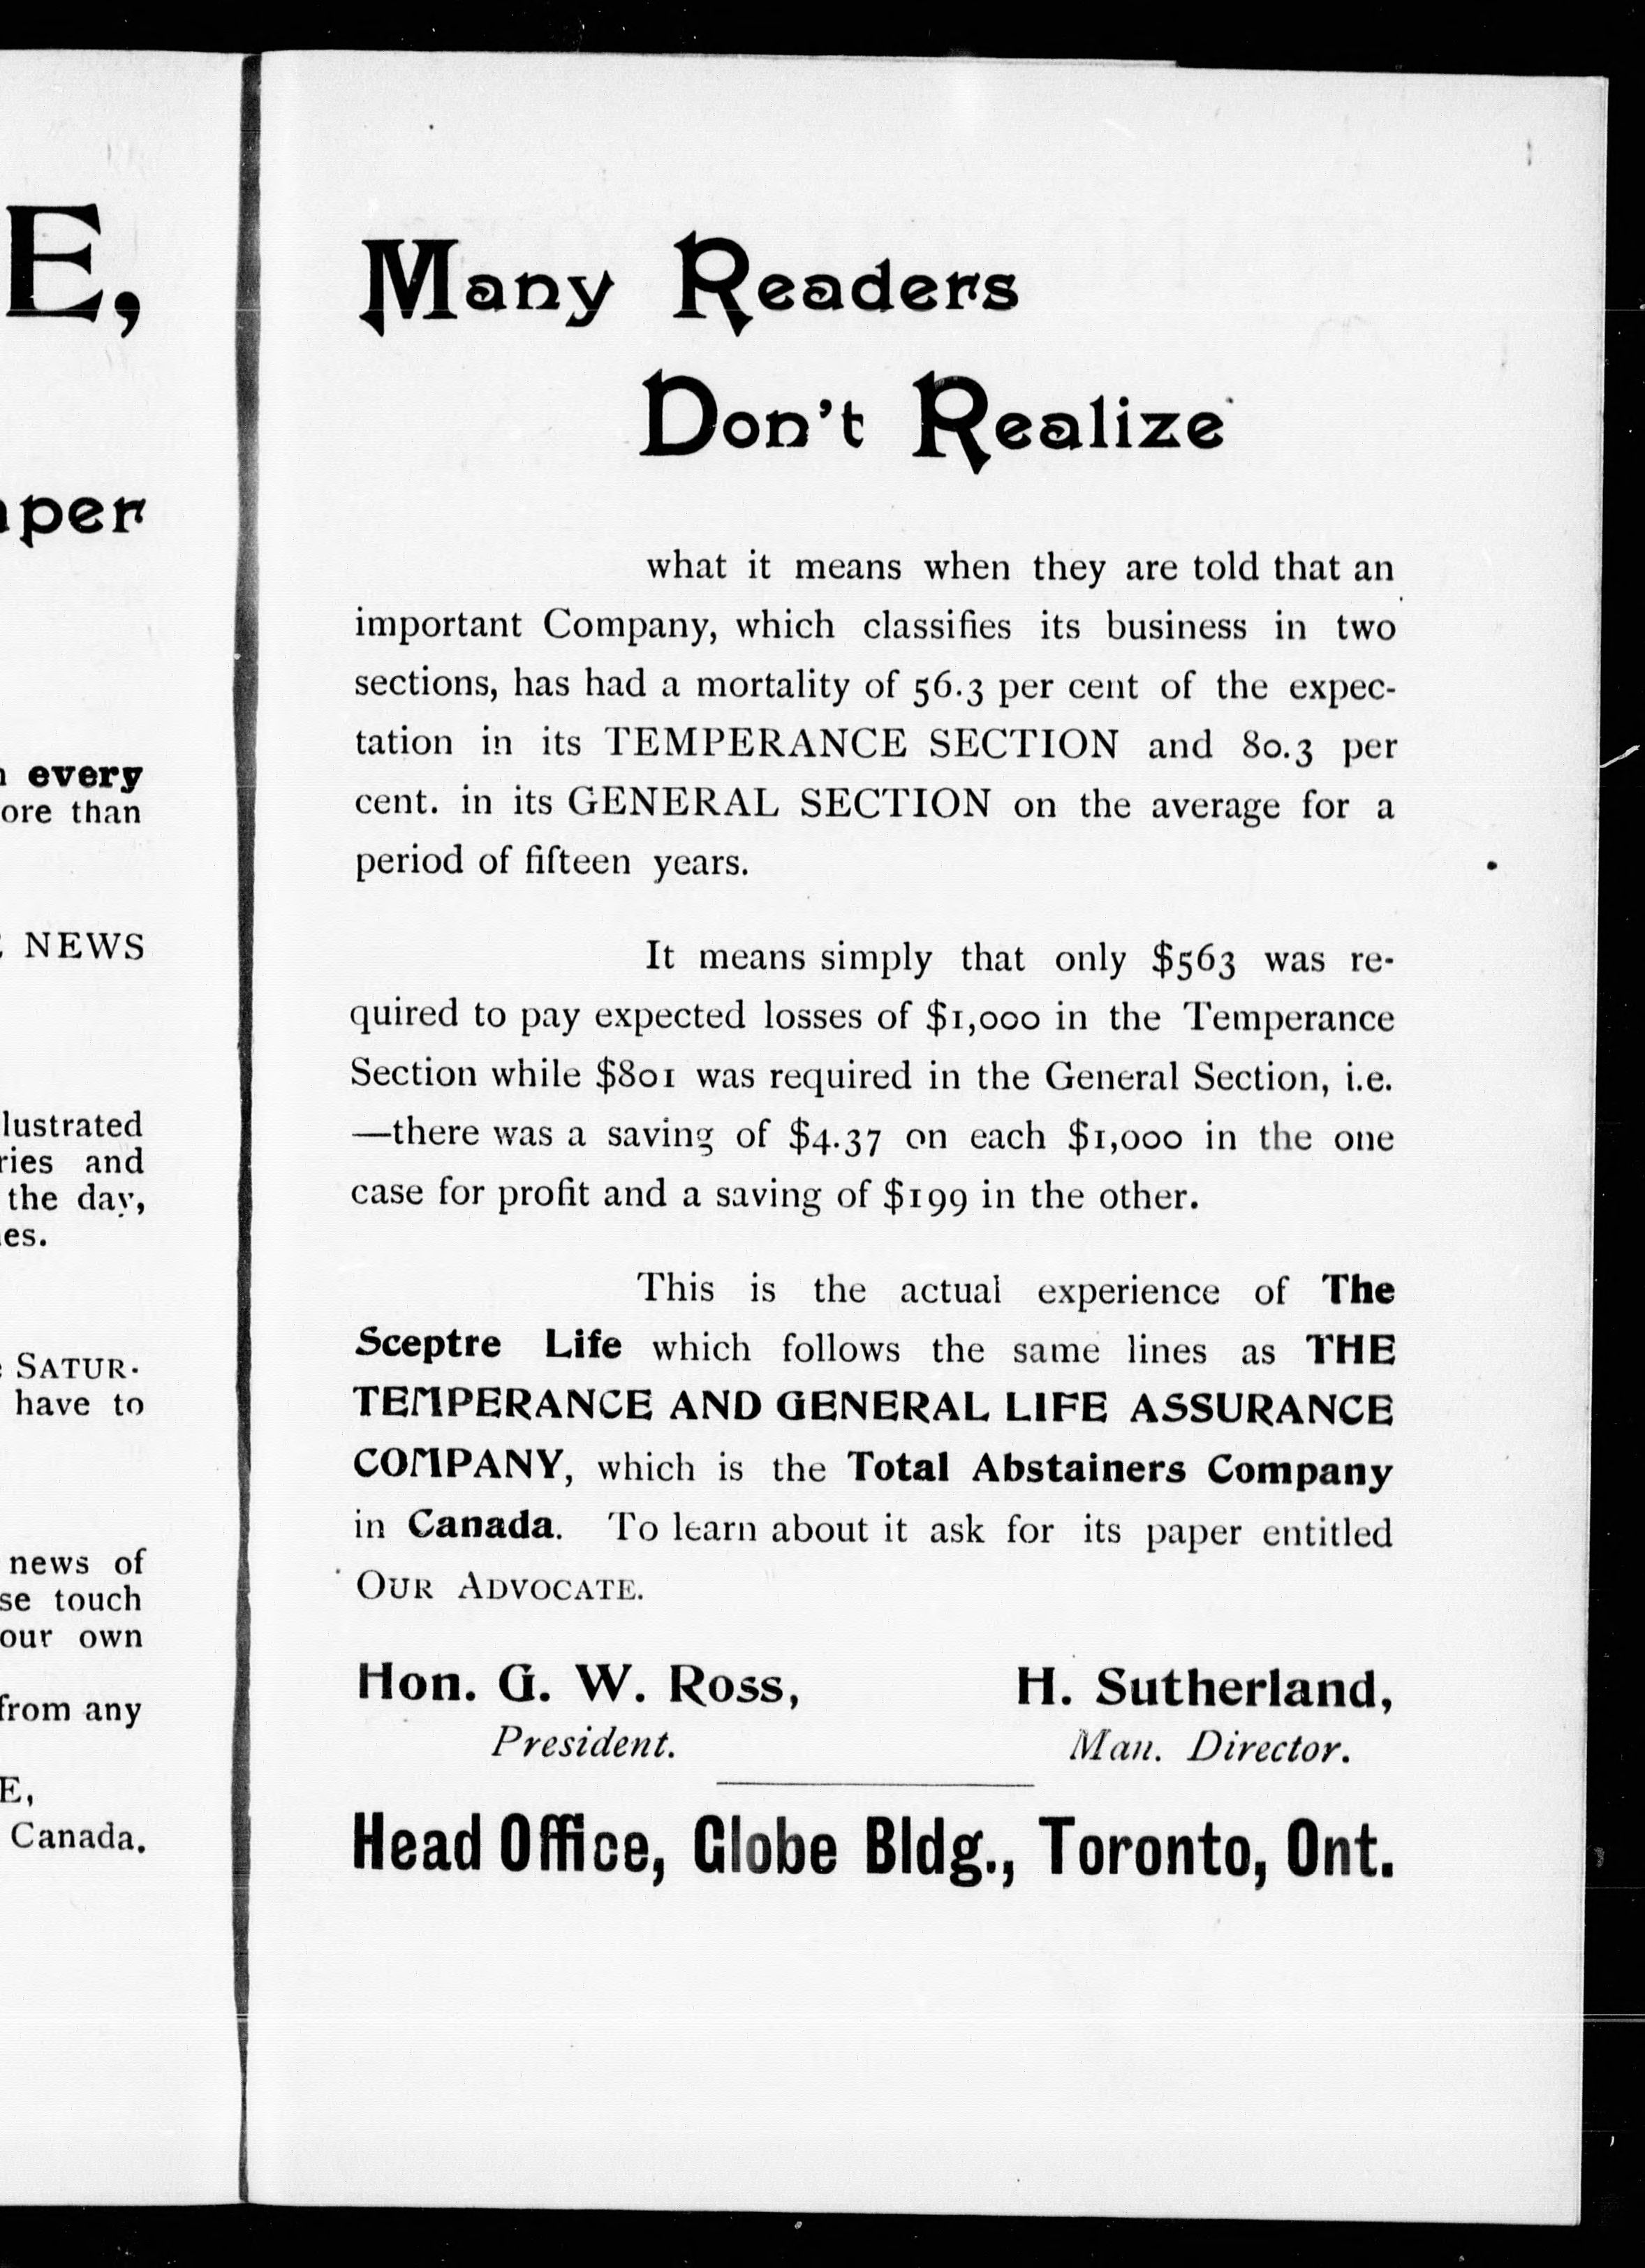 E,
per
every
ore than
NEWS
lustrated
ries and
the day,
es.
SATUR-
have to
news of
se touch
our own
from any
E,
Canada.
Many Readers
Don't Realize
what it means when they are told that an
important Company, which classifies its business in two
sections, has had a mortality of 56.3 per cent of the expec-
tation in its TEMPERANCE SECTION and 80.3 per
cent. in its GENERAL SECTION on the average for a
period of fifteen years.
It means simply that only $563 was re-
quired to pay expected losses of $1,000 in the Temperance
Section while $801 was required in the General Section, i.e.
—there was a saving of $4.37 on each $1,000 in the one
case for profit and a saving of $199 in the other.
This is the actual experience of The
Sceptre Life which follows the same lines as THE
TEMPERANCE AND GENERAL LIFE ASSURANCE
COMPANY, which is the Total Abstainers Company
in Canada. To learn about it ask for its paper entitled
OUR ADVOCATE.
Hon. G. W. Ross, H. Sutherland,
President. Man. Director.
Head Office, Globe Bldg., Toronto, Ont.